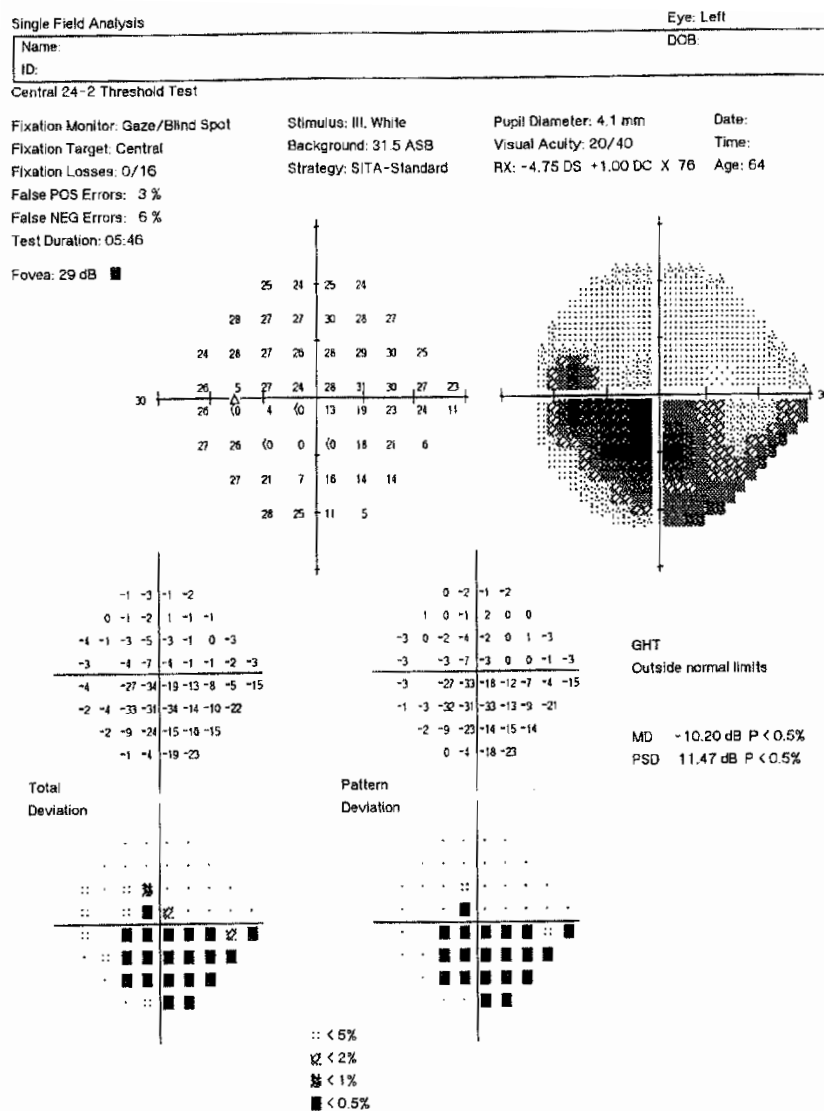 Single Field Analysis
Eye: Left
Name:
DOB:
ID:
Central 24-2 Threshold Test
Fixation Monitor: Gaze/Blind Spot
Stimulus: III, White
Pupil Diameter: 4.1 mm
Date:
Fixation Target: Central
Background: 31.5 ASB
Visual Acuity: 20/40
Time:
Fixation Losses: 0/16
Strategy: SITA-Standard
RX: -4.75 DS +1.00 DC X 76
Age: 64
False POS Errors: 3 %
False NEG Errors: 6 %
Test Duration: 05:46
Fovea: 29 dB ■
25 24 25 24
28 27 27 30 28 27
24 28 27 26 28 29 30 25
26 5 27 24 28 31 30 27 23
30
26 <0 4 <0 13 19 23 24 11
27 26 <0 0 <0 18 21 6
27 21 7 16 14 14
28 25 11 5
-1 -3 -1 -2
0 -1 -2 1 -1 -1
-4 -1 -3 -5 -3 -1 0 -3
-3 -4 -7 -4 -1 -1 -2 -3
-4 -27 -34 -19 -13 -8 -5 -15
-2 -4 -33 -31 -34 -14 -10 -22
-2 -9 -24 -15 -16 -15
-1 -4 -19 -23
Total
Deviation
0 -2 -1 -2
1 0 -1 2 0 0
-3 0 -2 -4 -2 0 1 -3
-3 -3 -7 -3 0 0 -1 -3
-3 -27 -33 -18 -12 -7 -4 -15
-1 -3 -32 -31 -33 -13 -9 -21
-2 -9 -23 -14 -15 -14
0 -4 -18 -23
Pattern
Deviation
GHT
Outside normal limits
MD -10.20 dB P < 0.5%
PSD 11.47 dB P < 0.5%
:: < 5%
< 2%
< 1%
■ < 0.5%